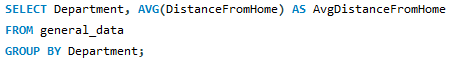 SELECT Department, AVG(DistanceFromHome) AS AvgDistanceFromHome
FROM general_data
GROUP BY Department;